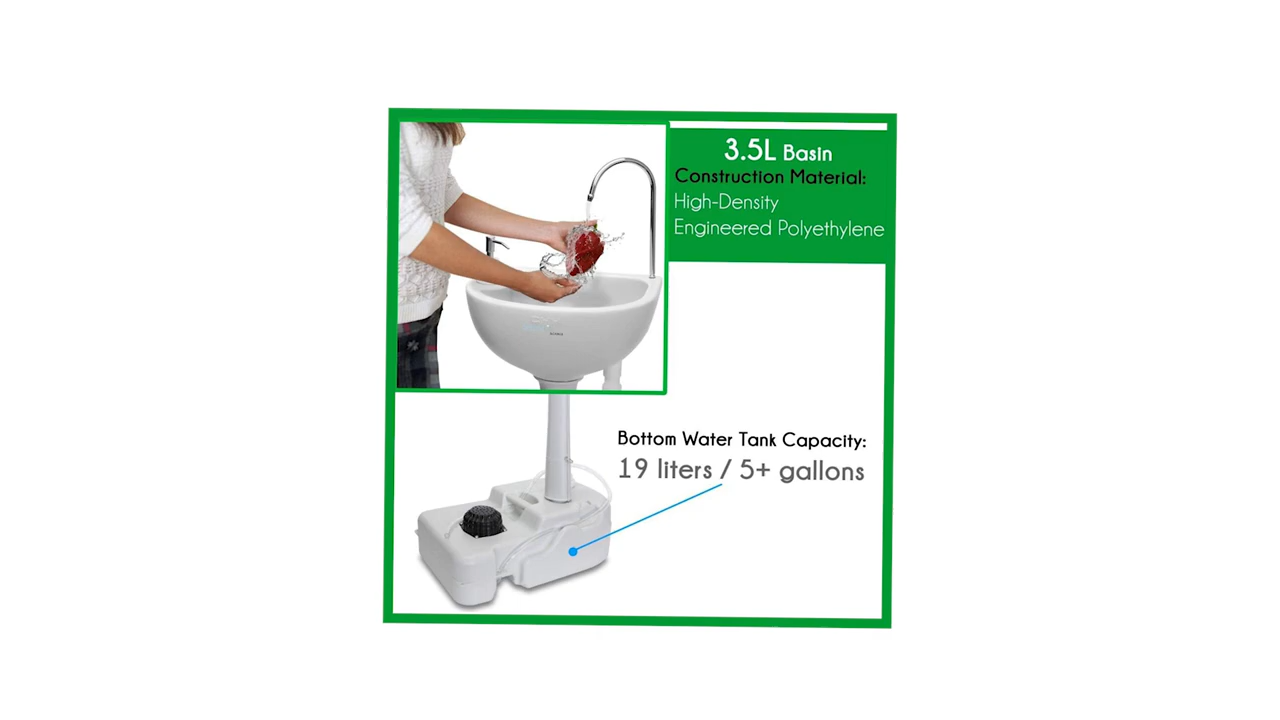 3.5L Basin
Construction Material:
High-Density
Engineered Polyethylene
Bottom Water Tank Capacity:
19 liters / 5+ gallons